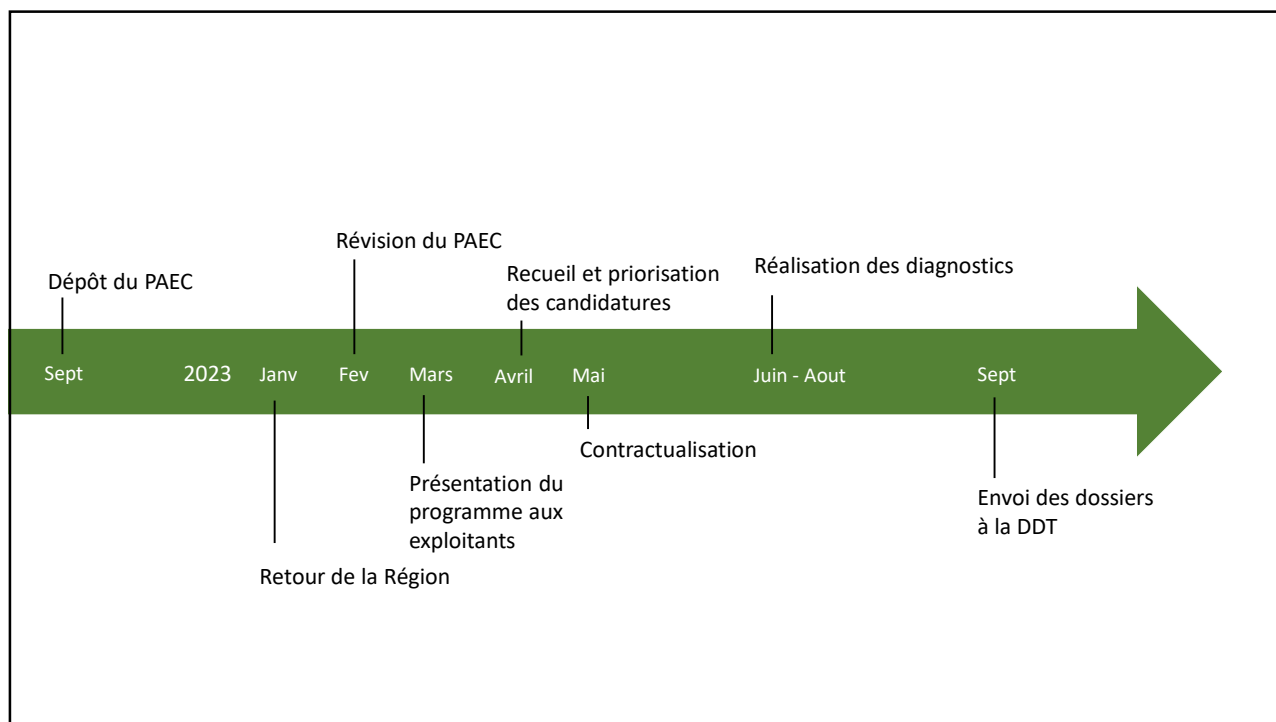 Révision du PAEC
Dépôt du PAEC
Recueil et priorisation
des candidatures
Réalisation des diagnostics
Sept
2023
Janv
Fev
Mars
Avril
Mai
Juin - Aout
Sept
Contractualisation
Présentation du
programme aux
exploitants
Envoi des dossiers
à la DDT
Retour de la Région